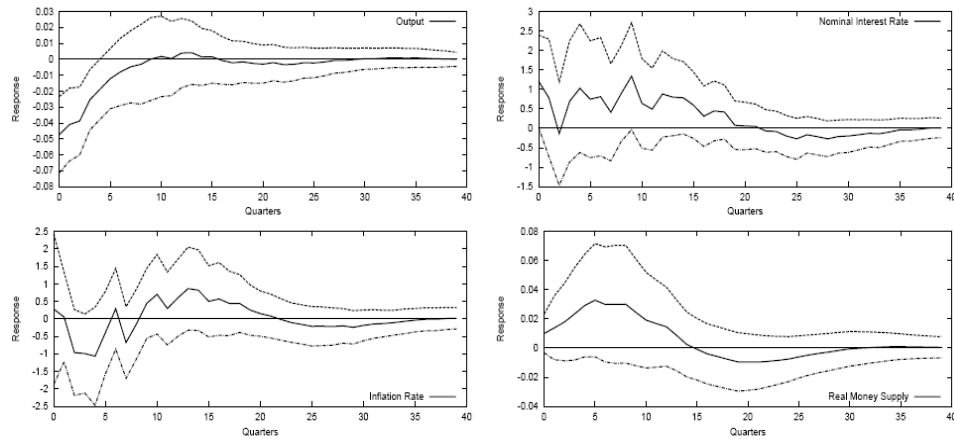 0.03
0.02
0.01
0
-0.01
-0.02
-0.03
-0.04
-0.05
-0.06
-0.07
-0.08
Response
Output
0 5 10 15 20 25 30 35 40
Quarters
3
2.5
2
1.5
1
0.5
0
-0.5
-1
-1.5
Response
Nominal Interest Rate
0 5 10 15 20 25 30 35 40
Quarters
2.5
2
1.5
1
0.5
0
-0.5
-1
-1.5
-2
-2.5
Response
Inflation Rate
0 5 10 15 20 25 30 35 40
Quarters
0.08
0.06
0.04
0.02
0
-0.02
-0.04
Response
Real Money Supply
0 5 10 15 20 25 30 35 40
Quarters